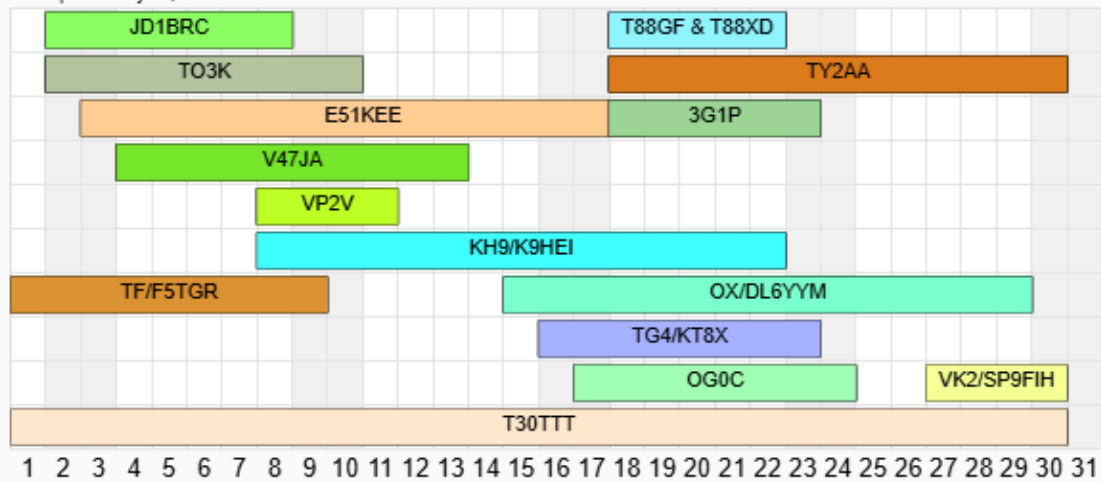 JD1BRC T88GF & T88XD
TO3K TY2AA
E51KEE 3G1P
V47JA
VP2V
KH9/K9HEI
TF/F5TGR OX/DL6YYM
TG4/KT8X
OG0C VK2/SP9FIH
T30TTT
1 2 3 4 5 6 7 8 9 10 11 12 13 14 15 16 17 18 19 20 21 22 23 24 25 26 27 28 29 30 31